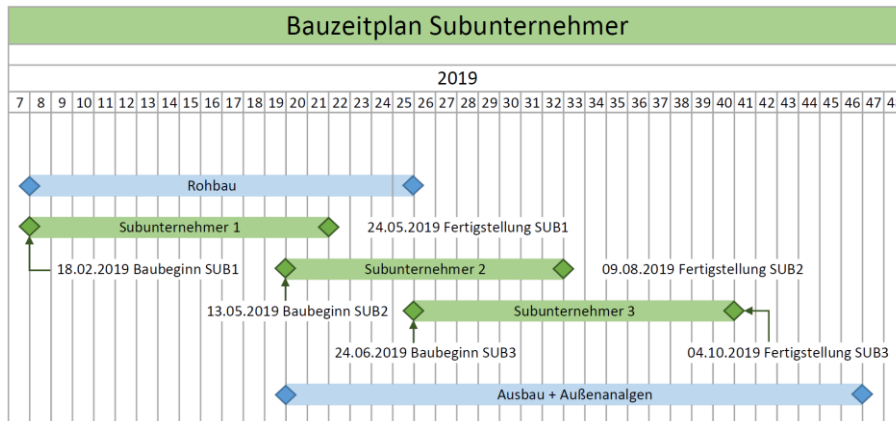 Bauzeitplan Subunternehmer
2019
7 8 9 10 11 12 13 14 15 16 17 18 19 20 21 22 23 24 25 26 27 28 29 30 31 32 33 34 35 36 37 38 39 40 41 42 43 44 45 46 47
Rohbau
Subunternehmer 1 24.05.2019 Fertigstellung SUB1
18.02.2019 Baubeginn SUB1 Subunternehmer 2 09.08.2019 Fertigstellung SUB2
13.05.2019 Baubeginn SUB2 Subunternehmer 3
24.06.2019 Baubeginn SUB3 04.10.2019 Fertigstellung SUB3
Ausbau + Außenanalgen